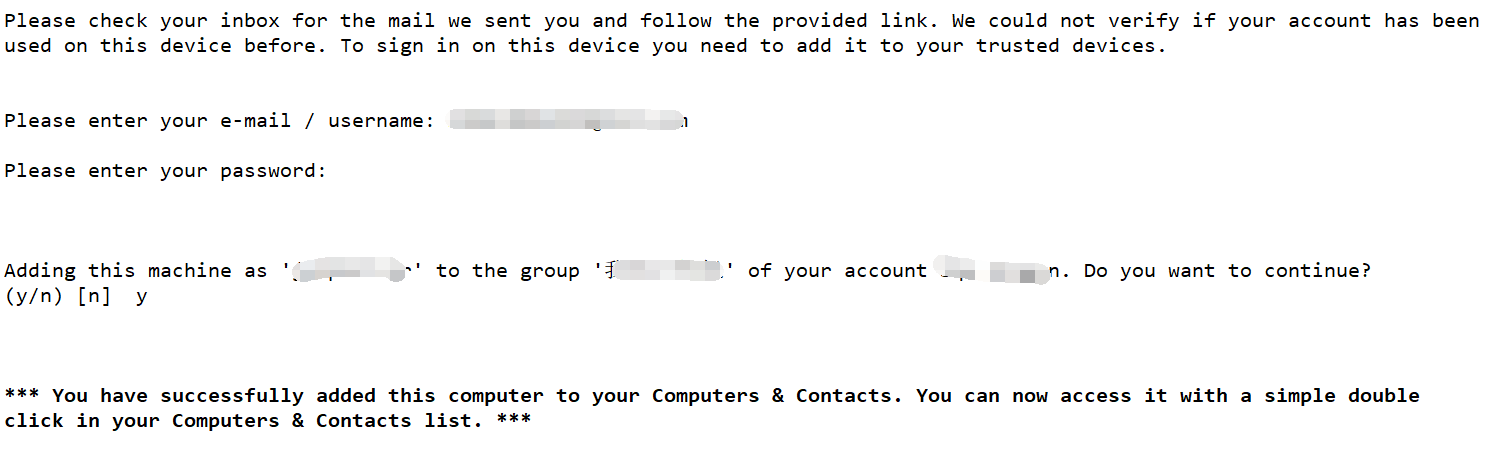 Please check your inbox for the mail we sent you and follow the provided link. We could not verify if your account has been
used on this device before. To sign in on this device you need to add it to your trusted devices.
Please enter your e-mail / username:
Please enter your password:
Adding this machine as '     ' to the group '     ' of your account      . Do you want to continue?
(y/n) [n]  y
*** You have successfully added this computer to your Computers & Contacts. You can now access it with a simple double
click in your Computers & Contacts list. ***